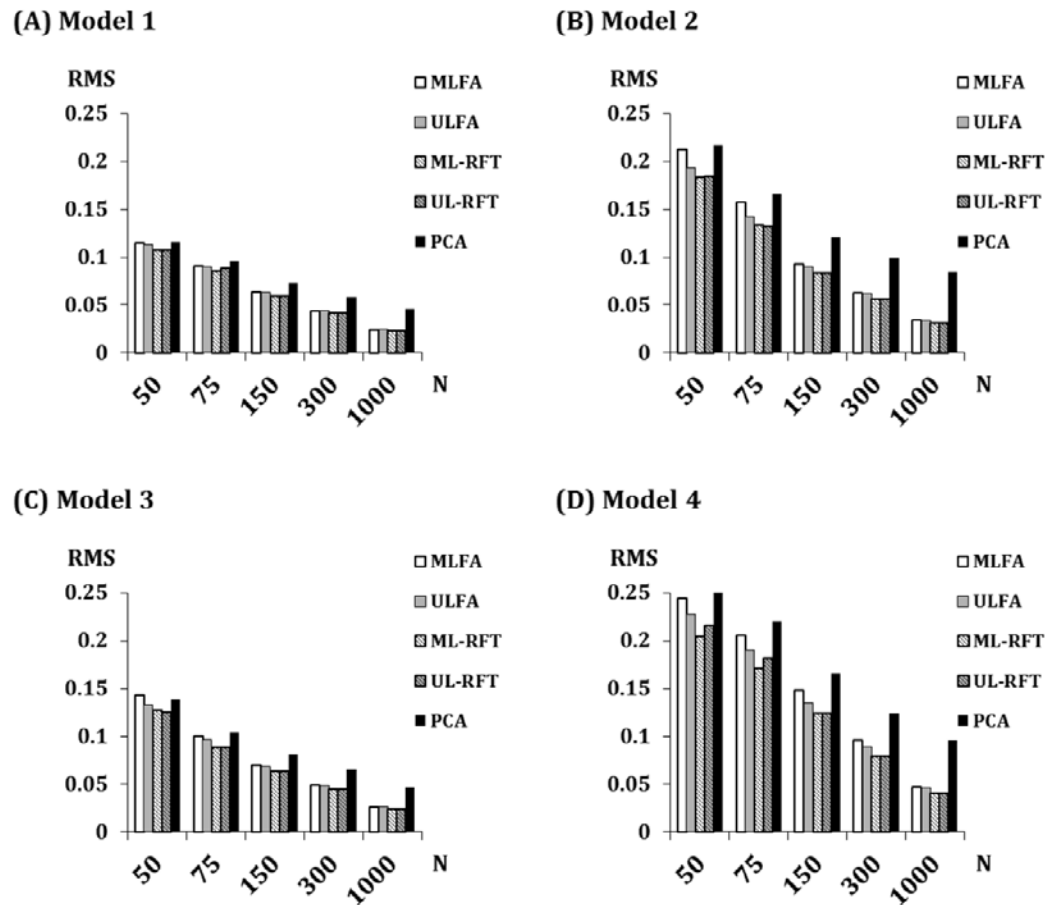 (A) Model 1
RMS
0.25
0.2
0.15
0.1
0.05
0
50
75
150
300
1000
N
MLFA
ULFA
ML-RFT
UL-RFT
PCA
(B) Model 2
RMS
0.25
0.2
0.15
0.1
0.05
0
50
75
150
300
1000
N
MLFA
ULFA
ML-RFT
UL-RFT
PCA
(C) Model 3
RMS
0.25
0.2
0.15
0.1
0.05
0
50
75
150
300
1000
N
MLFA
ULFA
ML-RFT
UL-RFT
PCA
(D) Model 4
RMS
0.25
0.2
0.15
0.1
0.05
0
50
75
150
300
1000
N
MLFA
ULFA
ML-RFT
UL-RFT
PCA